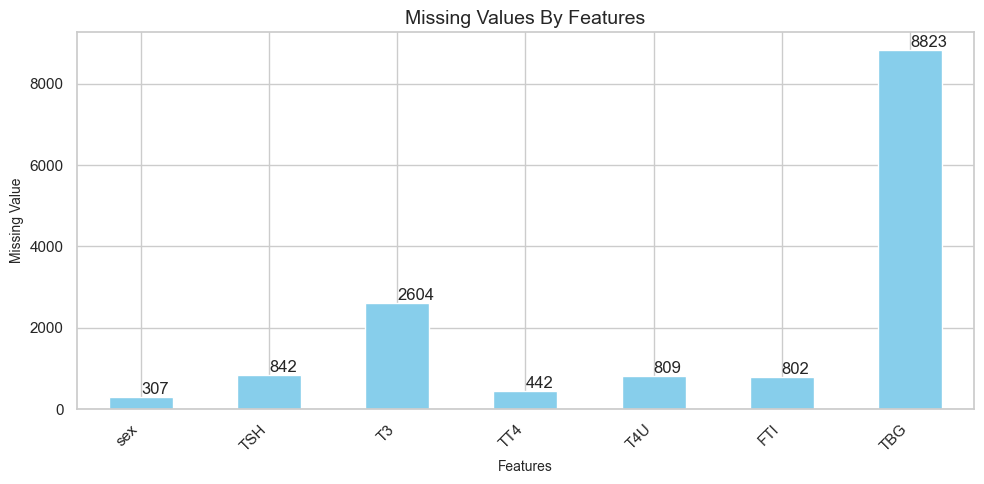 Missing Values By Features
Missing Value
8000
6000
4000
2000
0
307
842
2604
442
809
802
8823
sex
TSH
T3
TT4
T4U
FTI
TBG
Features